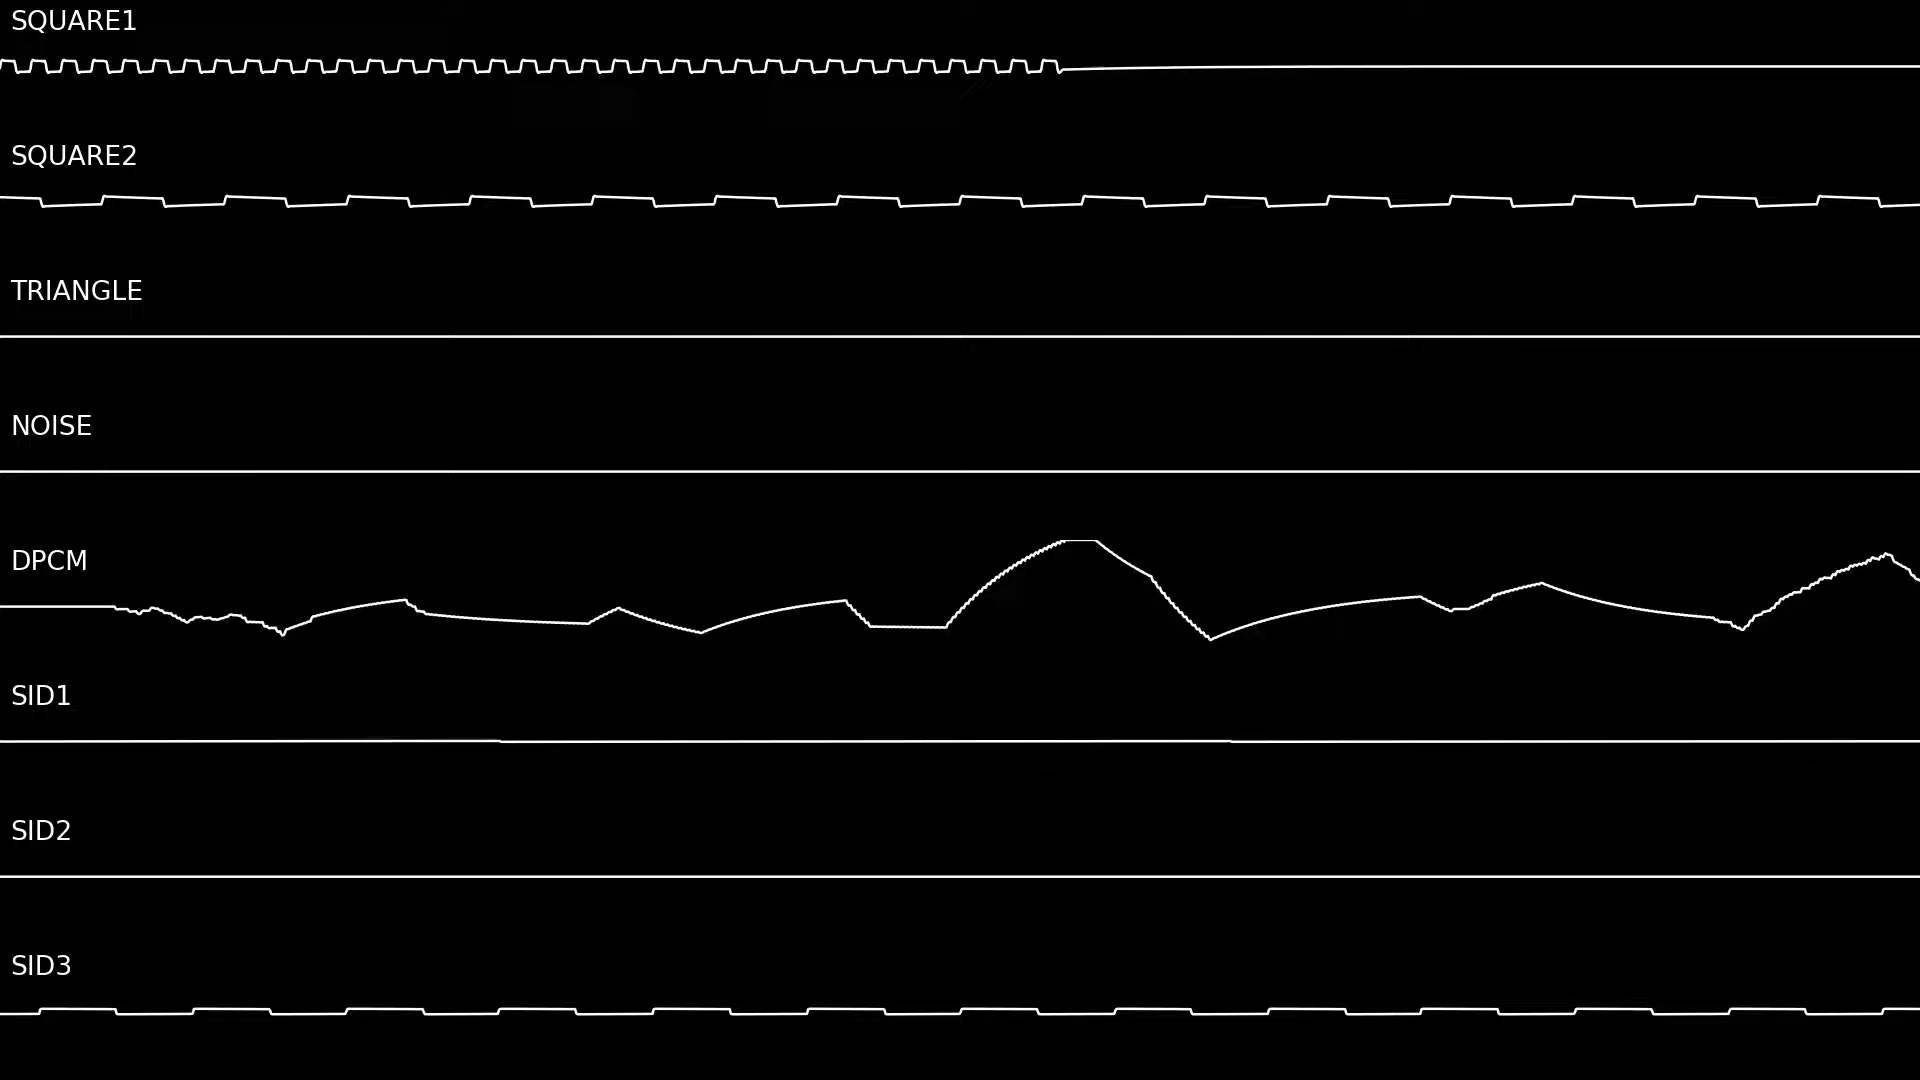 SQUARE1
SQUARE2
TRIANGLE
NOISE
DPCM
SID1
SID2
SID3